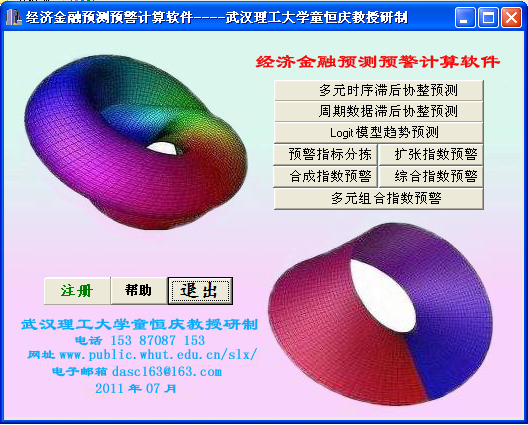 经济金融预测预警计算软件----武汉理工大学童恒庆教授研制
经济金融预测预警计算软件
多元时序滞后协整预测
周期数据滞后协整预测
Logit模型趋势预测
预警指标分拣 扩张指数预警
合成指数预警 综合指数预警
多元组合指数预警
注册 帮助 退出
武汉理工大学童恒庆教授研制
电话 153 87087 153
网址 www.public.whut.edu.cn/slx/
电子邮箱 dasc163@163.com
2011年07月